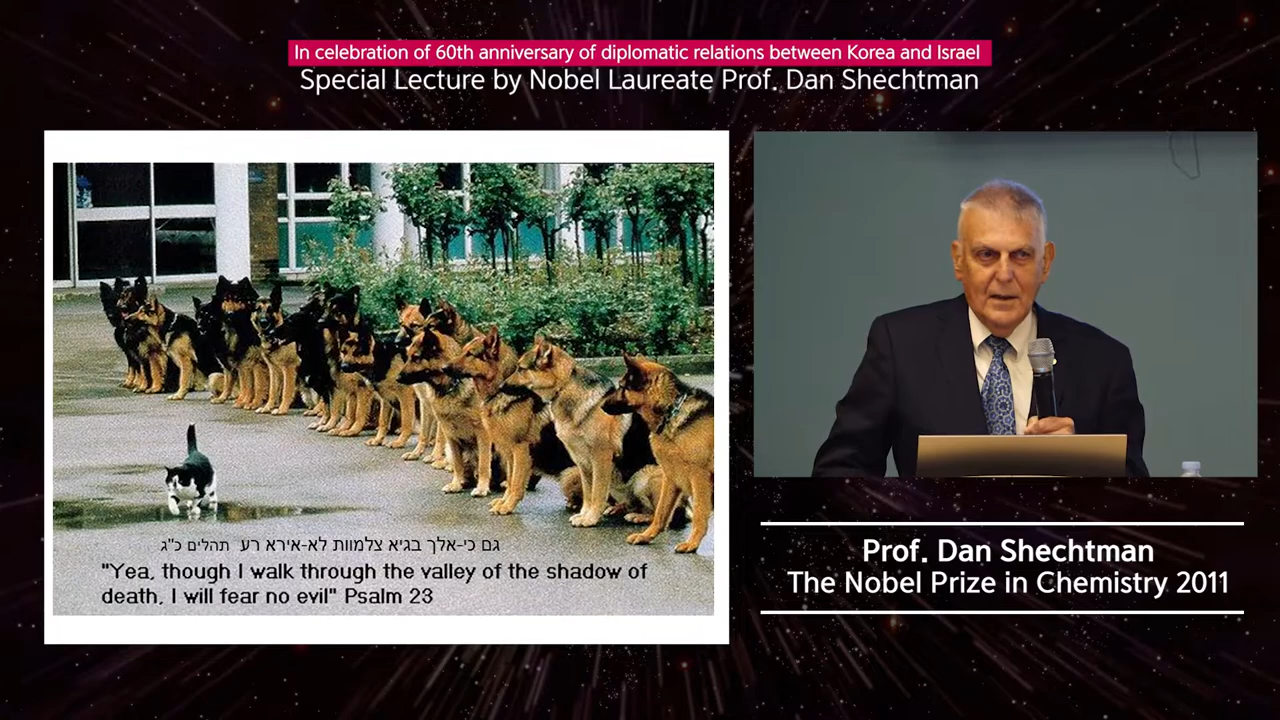 In celebration of 60th anniversary of diplomatic relations between Korea and Israel
Special Lecture by Nobel Laureate Prof. Dan Shechtman
גם כי-אלך בגיא צלמוות לא-אירא רע תהלים כ"ג
"Yea, though I walk through the valley of the shadow of
death, I will fear no evil" Psalm 23
Prof. Dan Shechtman
The Nobel Prize in Chemistry 2011